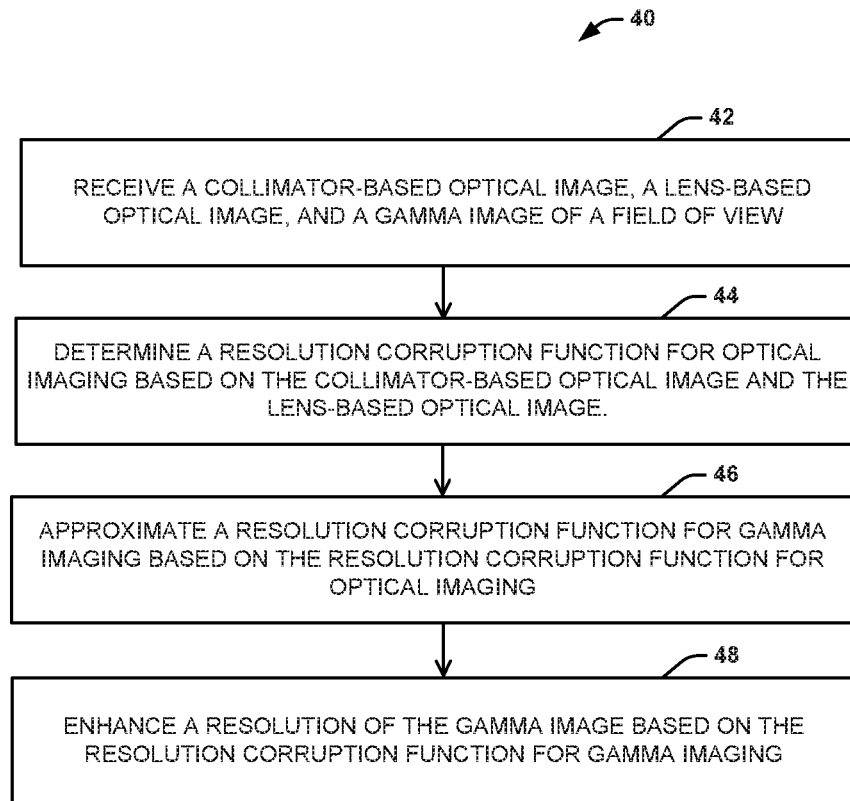 40
42
RECEIVE A COLLIMATOR-BASED OPTICAL IMAGE, A LENS-BASED
OPTICAL IMAGE, AND A GAMMA IMAGE OF A FIELD OF VIEW
44
DETERMINE A RESOLUTION CORRUPTION FUNCTION FOR OPTICAL
IMAGING BASED ON THE COLLIMATOR-BASED OPTICAL IMAGE AND THE
LENS-BASED OPTICAL IMAGE.
46
APPROXIMATE A RESOLUTION CORRUPTION FUNCTION FOR GAMMA
IMAGING BASED ON THE RESOLUTION CORRUPTION FUNCTION FOR
OPTICAL IMAGING
48
ENHANCE A RESOLUTION OF THE GAMMA IMAGE BASED ON THE
RESOLUTION CORRUPTION FUNCTION FOR GAMMA IMAGING